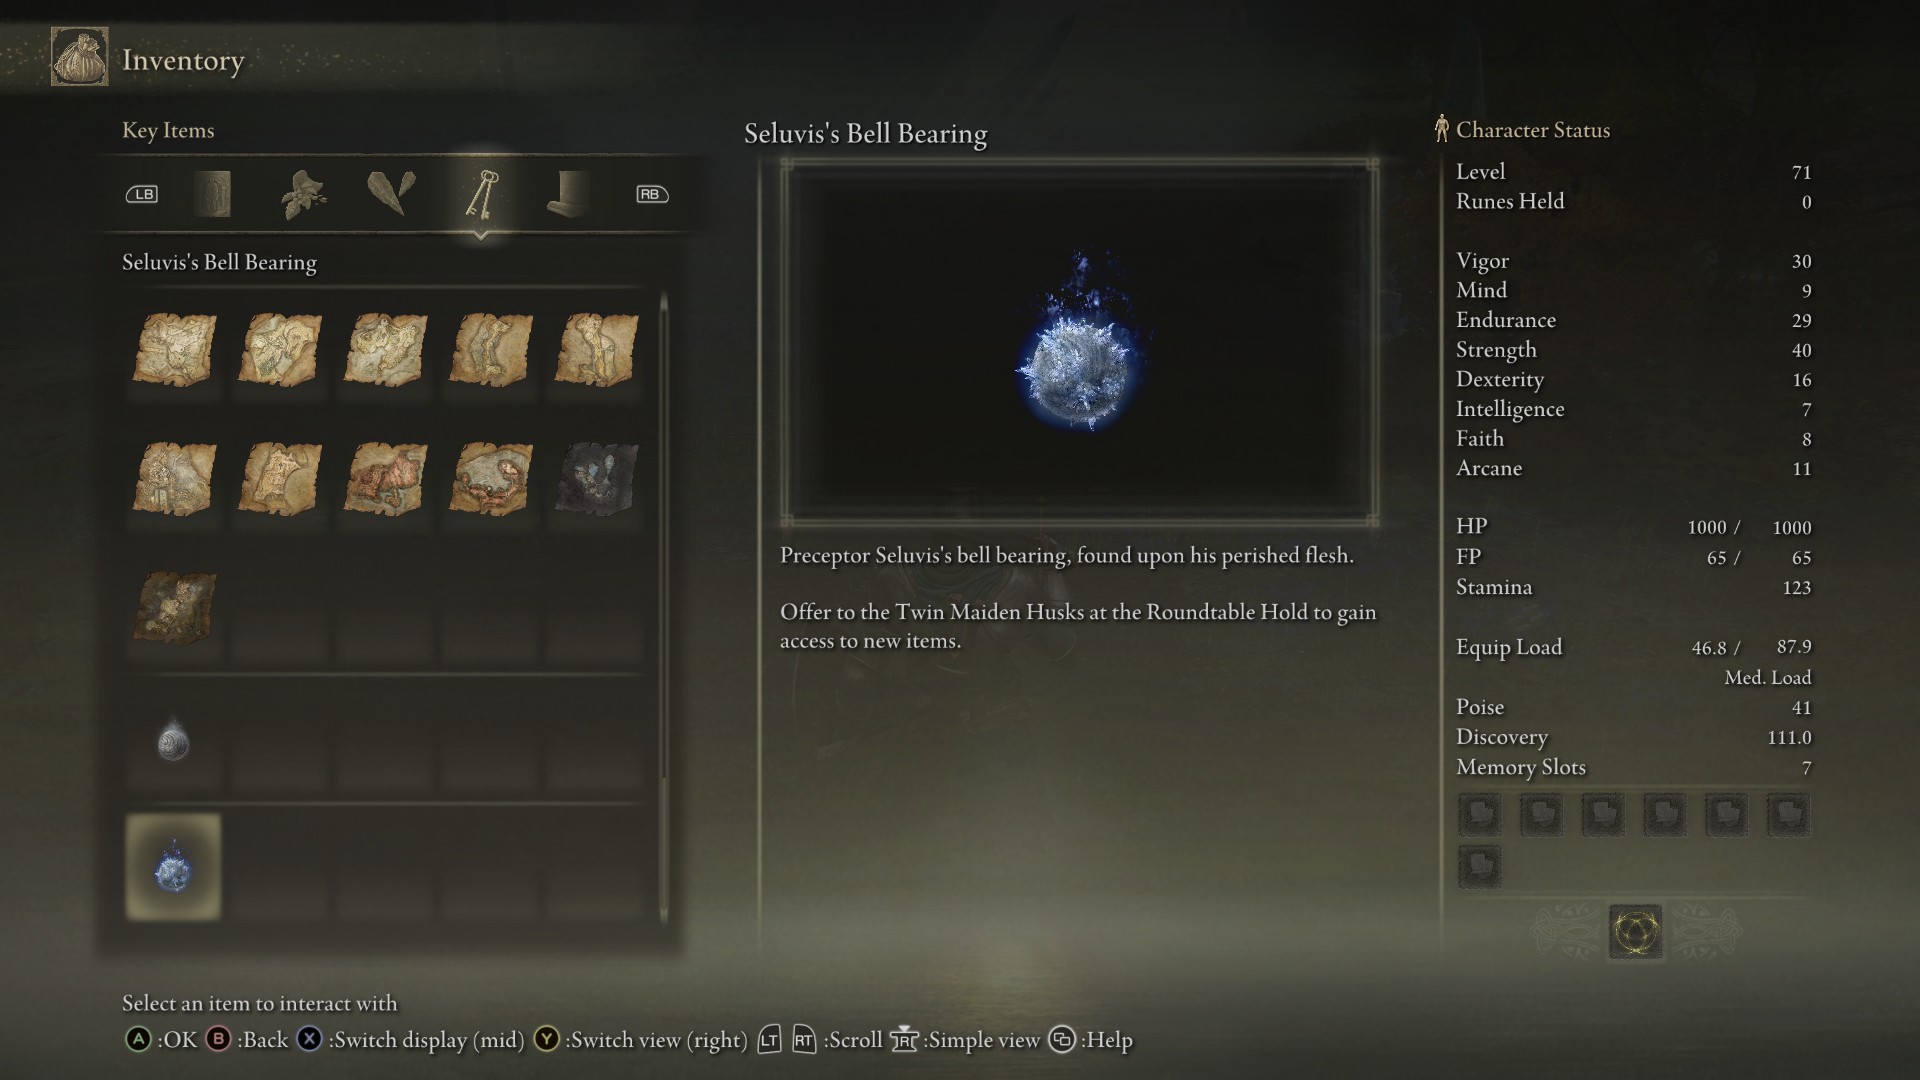 Inventory
Key Items
LB
RB
Seluvis's Bell Bearing
Seluvis's Bell Bearing
Preceptor Seluvis's bell bearing, found upon his perished flesh.
Offer to the Twin Maiden Husks at the Roundtable Hold to gain
access to new items.
Character Status
Level 71
Runes Held 0
Vigor 30
Mind 9
Endurance 29
Strength 40
Dexterity 16
Intelligence 7
Faith 8
Arcane 11
HP 1000 / 1000
FP 65 / 65
Stamina 123
Equip Load 46.8 / 87.9
Med. Load
Poise 41
Discovery 111.0
Memory Slots 7
Select an item to interact with
A :OK B :Back X :Switch display (mid) Y :Switch view (right) LT RT :Scroll R :Simple view :Help